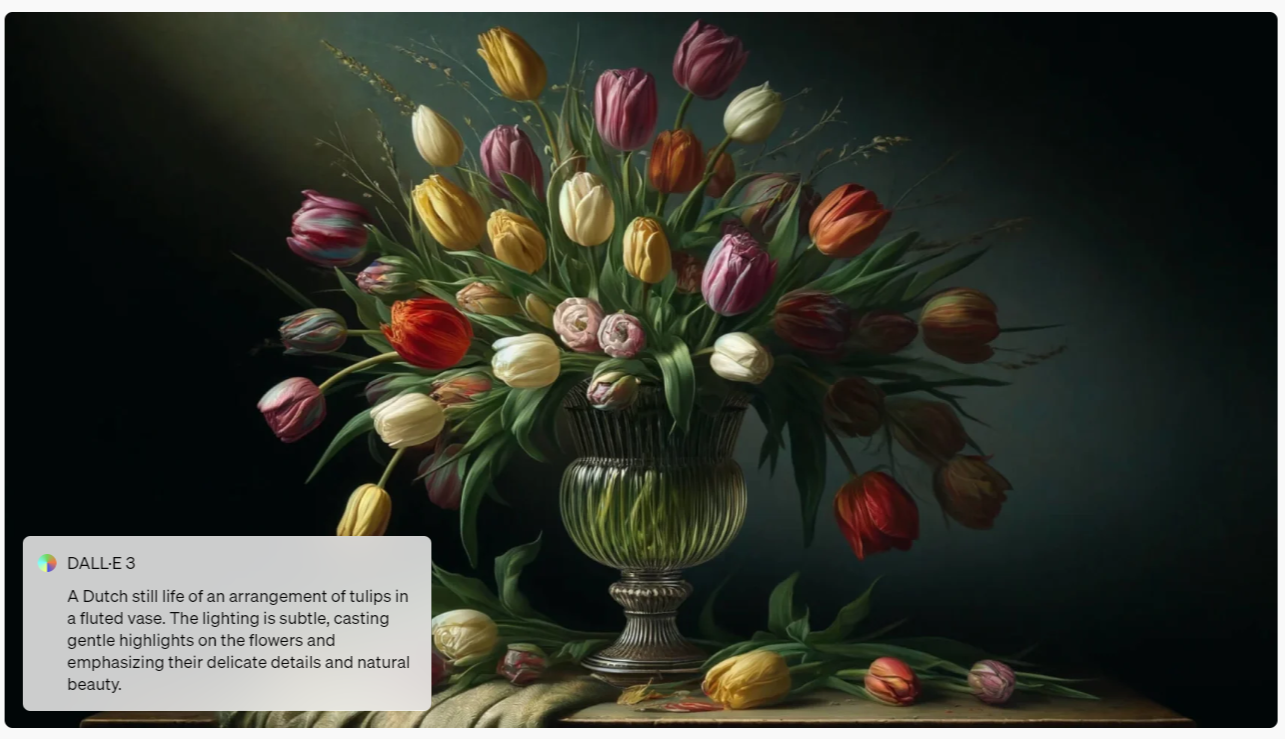 DALL·E 3
A Dutch still life of an arrangement of tulips in
a fluted vase. The lighting is subtle, casting
gentle highlights on the flowers and
emphasizing their delicate details and natural
beauty.